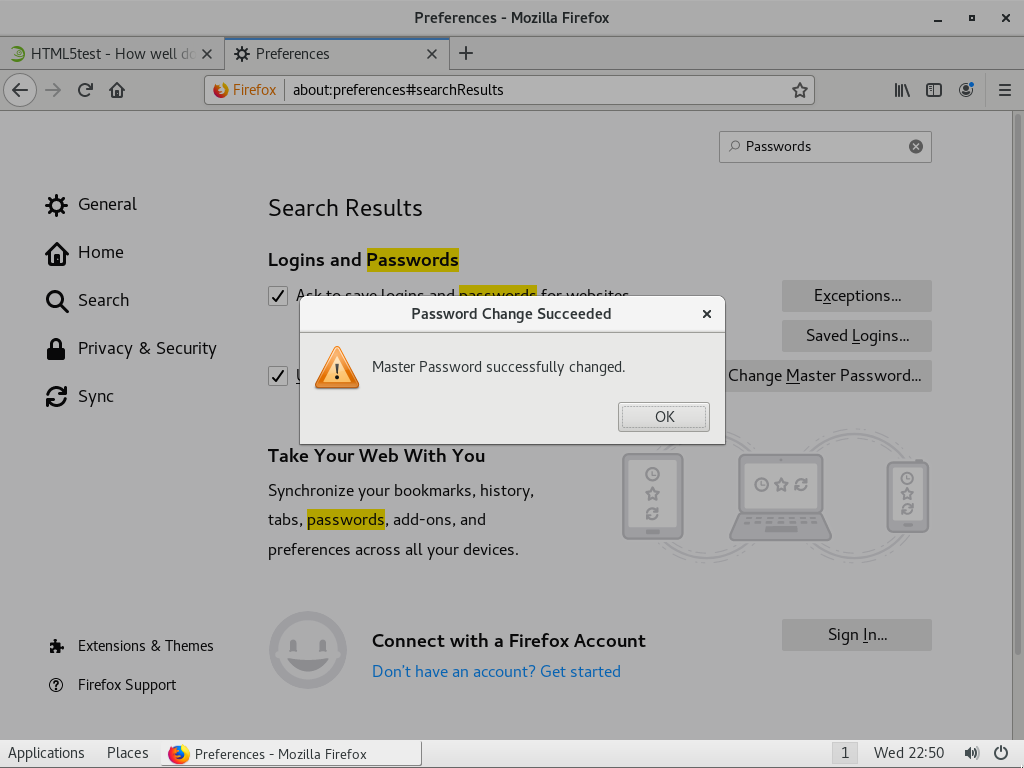 Preferences - Mozilla Firefox
HTML5test - How well do
Preferences
Firefox
about:preferences#searchResults
Passwords
General
Home
Search
Privacy & Security
Sync
Search Results
Logins and Passwords
Ask to save logins and passwords for websites
Exceptions...
Saved Logins...
Change Master Password...
Password Change Succeeded
Master Password successfully changed.
OK
Take Your Web With You
Synchronize your bookmarks, history,
tabs, passwords, add-ons, and
preferences across all your devices.
Connect with a Firefox Account
Sign In...
Don't have an account? Get started
Extensions & Themes
Firefox Support
Applications
Places
Preferences - Mozilla Firefox
1
Wed 22:50